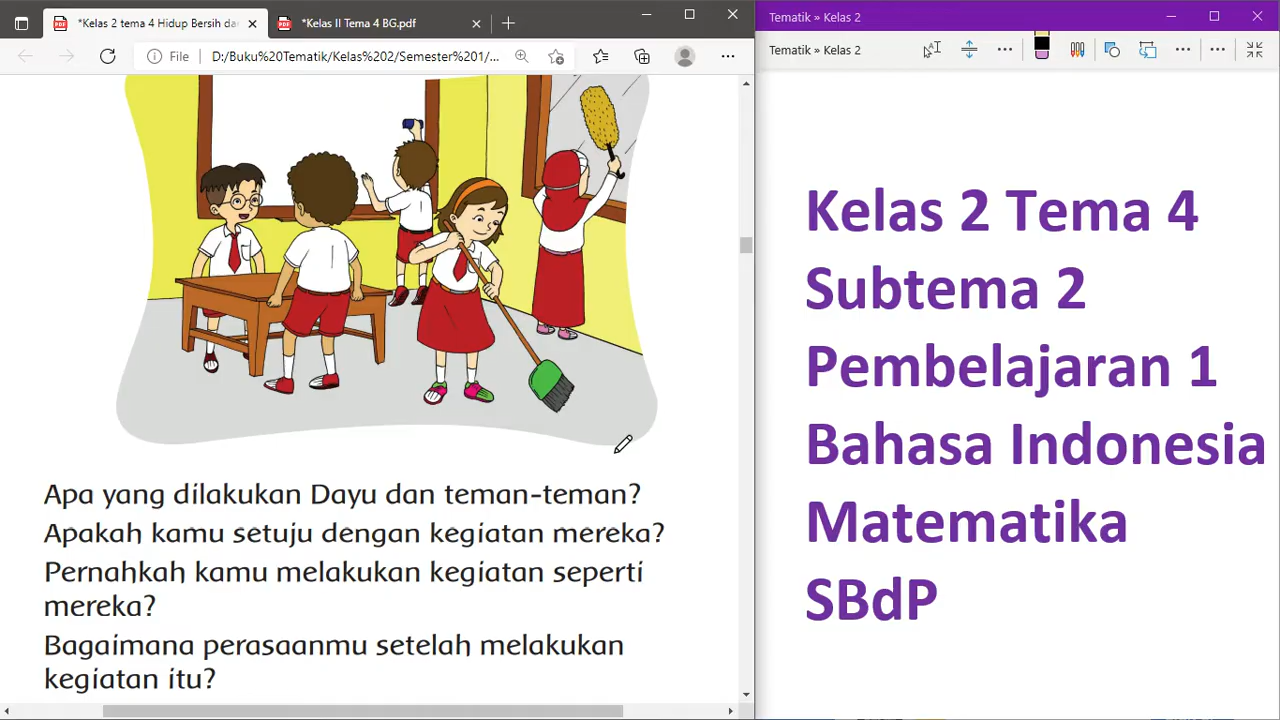 *Kelas 2 tema 4 Hidup Bersih da
*Kelas II Tema 4 BG.pdf
Tematik » Kelas 2
File
D:/Buku%20Tematik/Kelas%202/Semester%201/...
Tematik » Kelas 2
Apa yang dilakukan Dayu dan teman-teman?
Apakah kamu setuju dengan kegiatan mereka?
Pernahkah kamu melakukan kegiatan seperti
mereka?
Bagaimana perasaanmu setelah melakukan
kegiatan itu?
Kelas 2 Tema 4
Subtema 2
Pembelajaran 1
Bahasa Indonesia
Matematika
SBdP